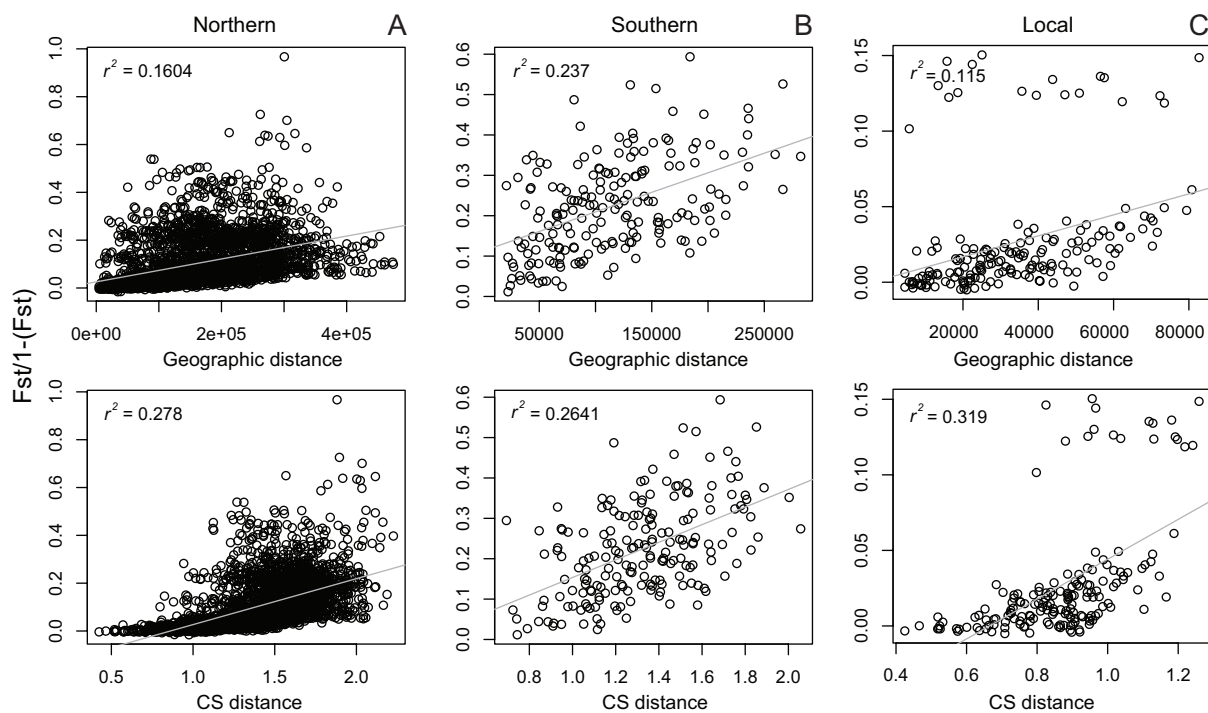 Northern A Southern B Local C
Fst/1-(Fst)
r² = 0.1604
0.0 0.2 0.4 0.6 0.8 1.0
0e+00 2e+05 4e+05
Geographic distance
r² = 0.237
0.0 0.1 0.2 0.3 0.4 0.5 0.6
50000 150000 250000
Geographic distance
r² = 0.115
0.00 0.05 0.10 0.15
20000 40000 60000 80000
Geographic distance
r² = 0.278
0.0 0.2 0.4 0.6 0.8 1.0
0.5 1.0 1.5 2.0
CS distance
r² = 0.2641
0.0 0.1 0.2 0.3 0.4 0.5 0.6
0.8 1.0 1.2 1.4 1.6 1.8 2.0
CS distance
r² = 0.319
0.00 0.05 0.10 0.15
0.4 0.6 0.8 1.0 1.2
CS distance